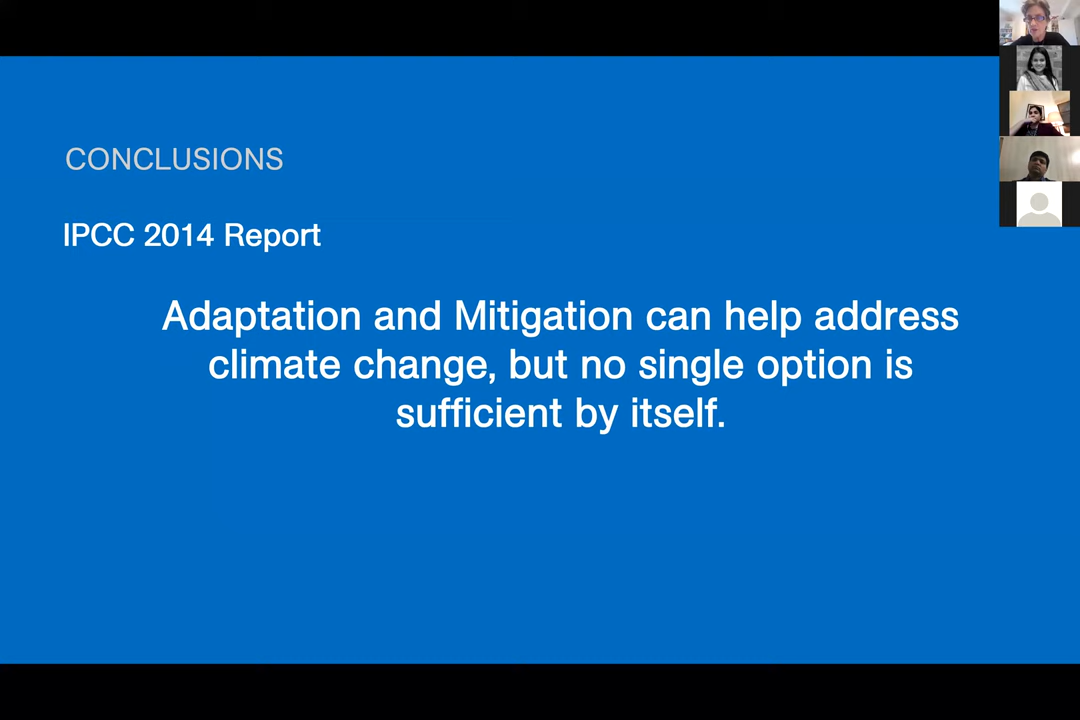 CONCLUSIONS
IPCC 2014 Report
Adaptation and Mitigation can help address
climate change, but no single option is
sufficient by itself.